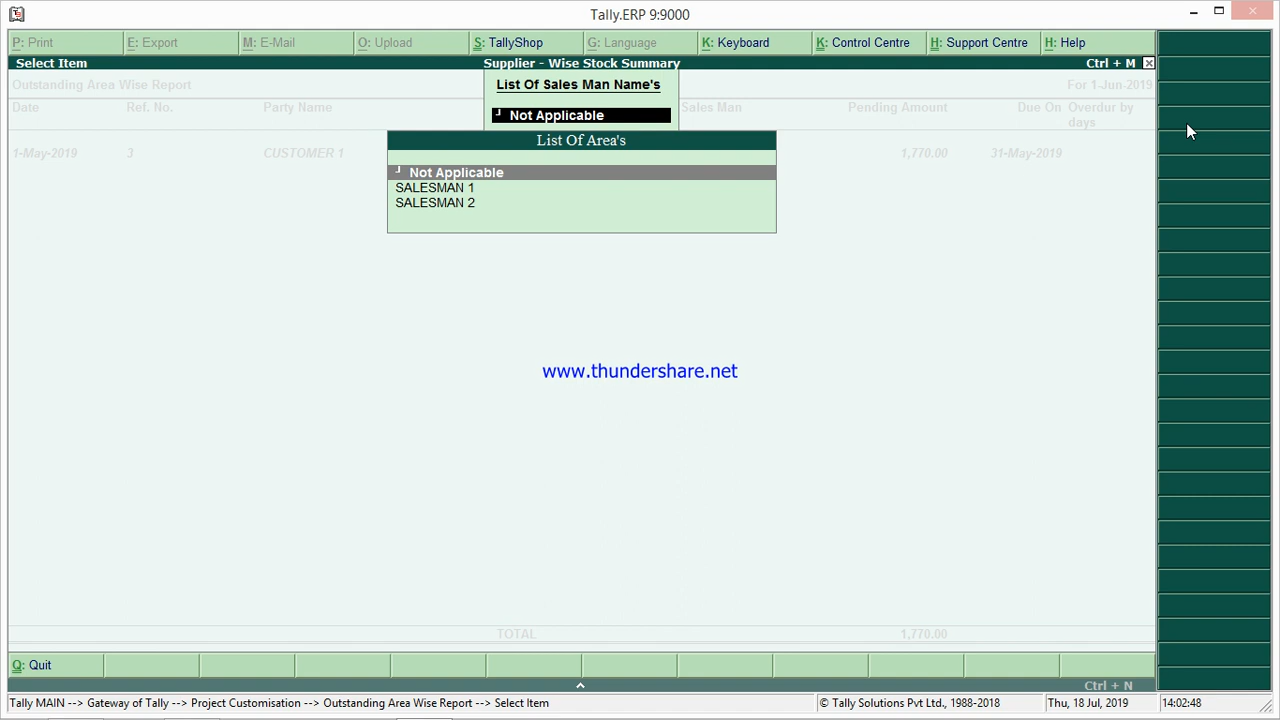 Tally.ERP 9:9000
P: Print E: Export M: E-Mail O: Upload S: TallyShop G: Language K: Keyboard K: Control Centre H: Support Centre H: Help
Select Item Supplier - Wise Stock Summary Ctrl + M
Outstanding Area Wise Report For 1-Jun-2019
List Of Sales Man Name's
Date Ref. No. Party Name Sales Man Pending Amount Due On Overdur by
days
Not Applicable
List Of Area's
1-May-2019 3 CUSTOMER 1 1,770.00 31-May-2019
Not Applicable
SALESMAN 1
SALESMAN 2
www.thundershare.net
TOTAL 1,770.00
Q: Quit
Ctrl + N
Tally MAIN --> Gateway of Tally --> Project Customisation --> Outstanding Area Wise Report --> Select Item © Tally Solutions Pvt Ltd., 1988-2018 Thu, 18 Jul, 2019 14:02:48